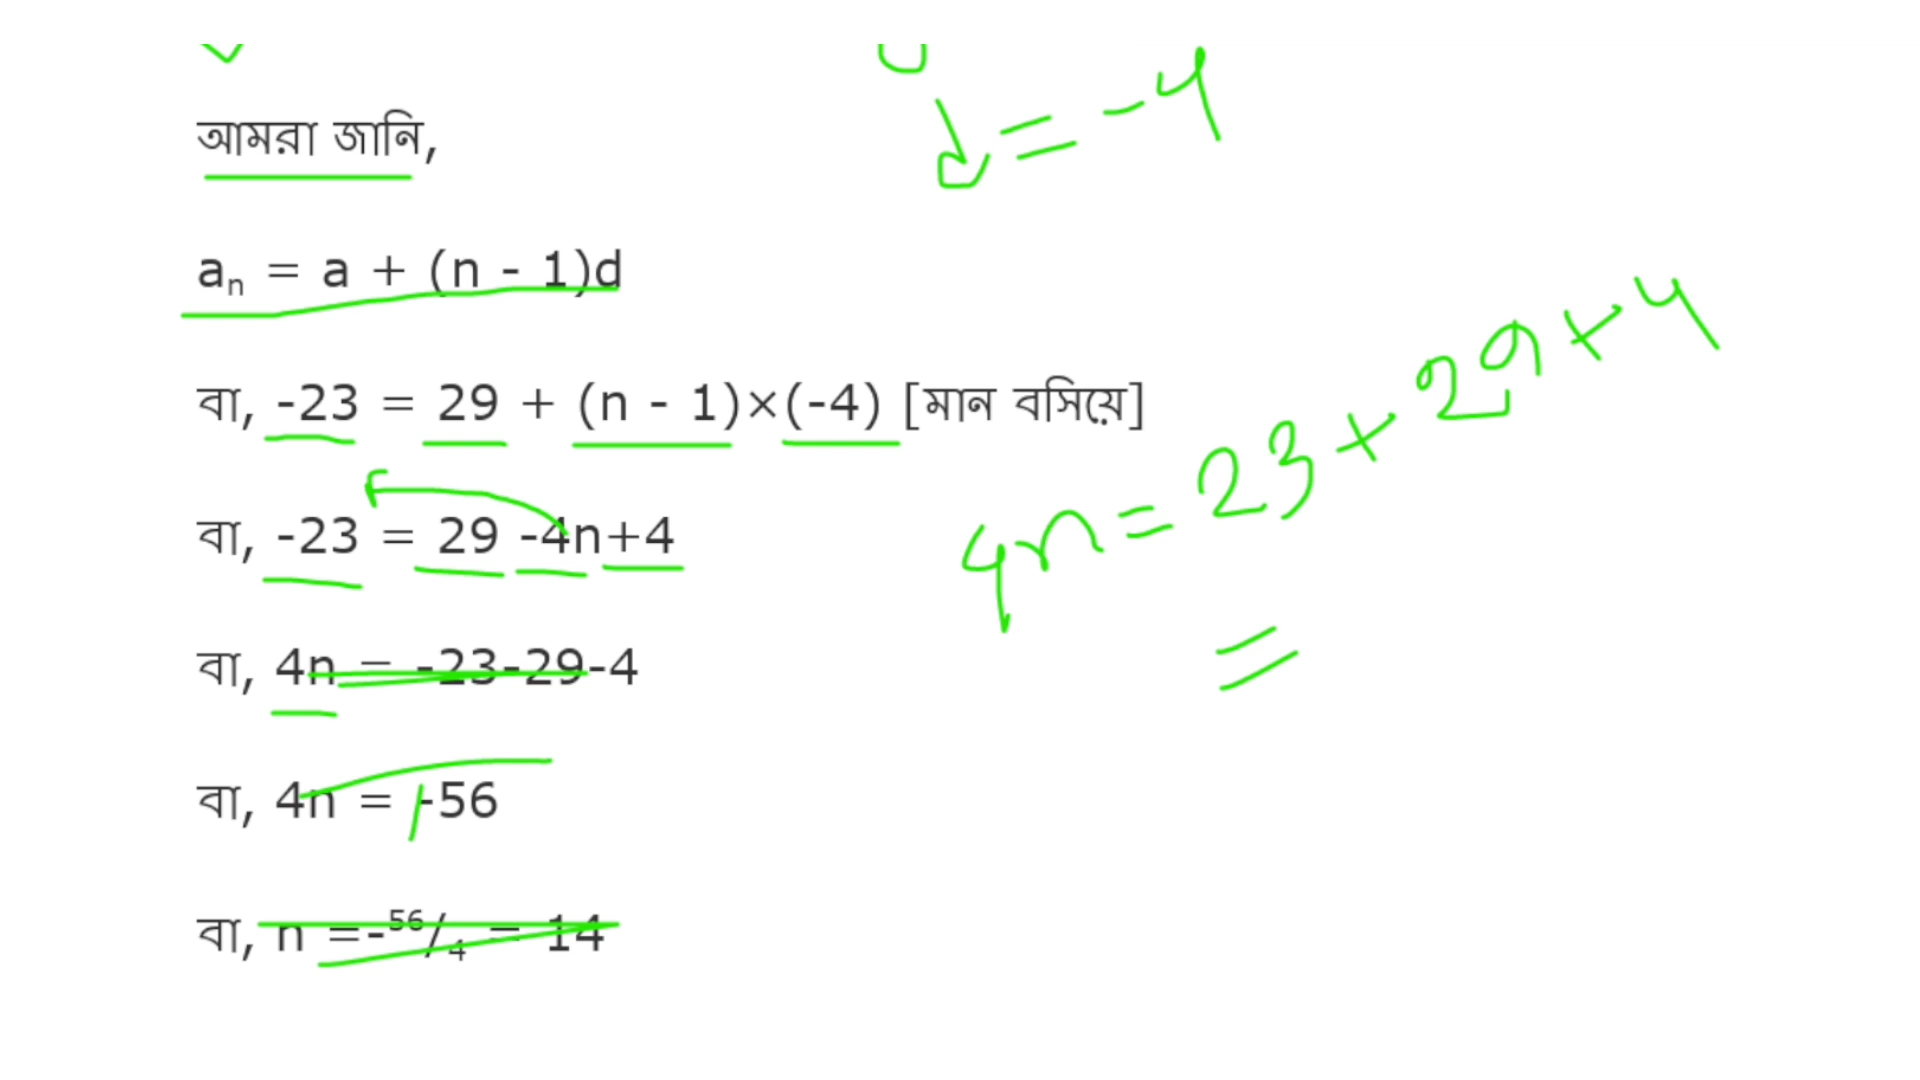 d = -4
আমরা জানি,
aₙ = a + (n - 1)d
বা, -23 = 29 + (n - 1)×(-4) [মান বসিয়ে]
বা, -23 = 29 -4n+4
4n = 23 + 29 + 4
=
বা, 4n = -23-29-4
বা, 4n = -56
বা, n =-⁵⁶/₄ = 14